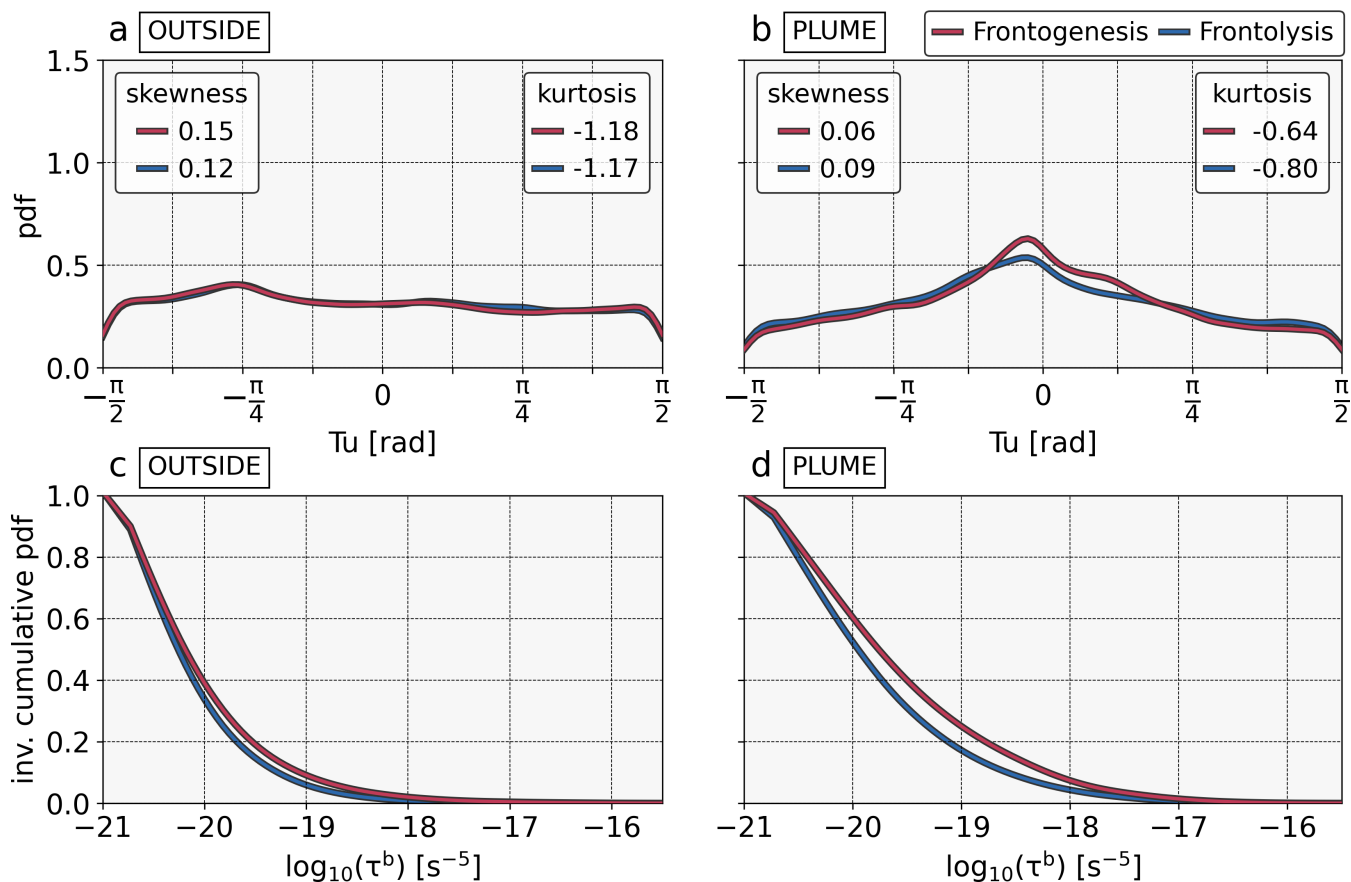 a OUTSIDE
b PLUME
Frontogenesis Frontolysis
1.5
1.0
0.5
0.0
pdf
skewness
0.15
0.12
kurtosis
-1.18
-1.17
skewness
0.06
0.09
kurtosis
-0.64
-0.80
−π/2 −π/4 0 π/4 π/2
Tu [rad]
−π/2 −π/4 0 π/4 π/2
Tu [rad]
c OUTSIDE
d PLUME
1.0
0.8
0.6
0.4
0.2
0.0
inv. cumulative pdf
−21 −20 −19 −18 −17 −16
log₁₀(τᵇ) [s⁻⁵]
−21 −20 −19 −18 −17 −16
log₁₀(τᵇ) [s⁻⁵]